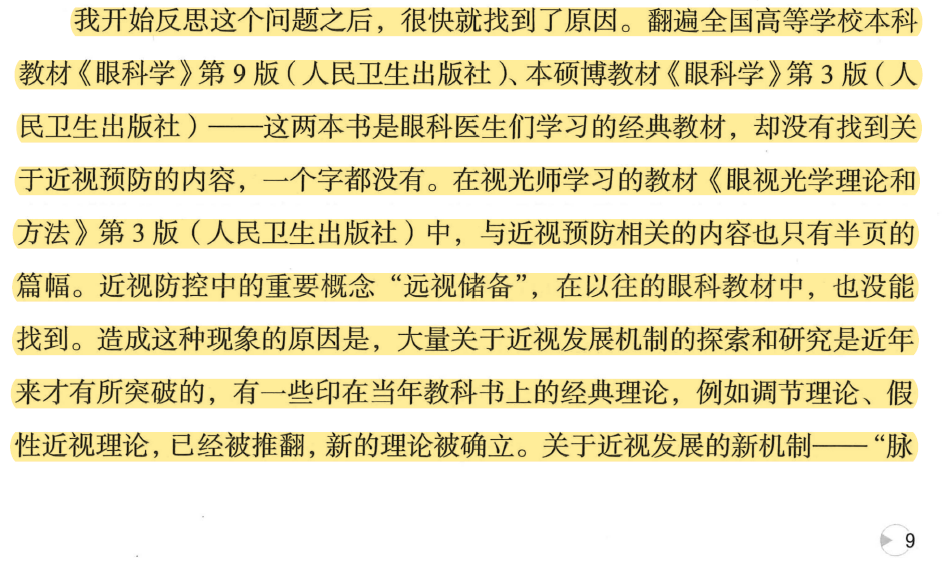 我开始反思这个问题之后，很快就找到了原因。翻遍全国高等学校本科
教材《眼科学》第 9 版（人民卫生出版社）、本硕博教材《眼科学》第 3 版（人
民卫生出版社）——这两本书是眼科医生们学习的经典教材，却没有找到关
于近视预防的内容，一个字都没有。在视光师学习的教材《眼视光学理论和
方法》第 3 版（人民卫生出版社）中，与近视预防相关的内容也只有半页的
篇幅。近视防控中的重要概念“远视储备”，在以往的眼科教材中，也没能
找到。造成这种现象的原因是，大量关于近视发展机制的探索和研究是近年
来才有所突破的，有一些印在当年教科书上的经典理论，例如调节理论、假
性近视理论，已经被推翻，新的理论被确立。关于近视发展的新机制——“脉
9